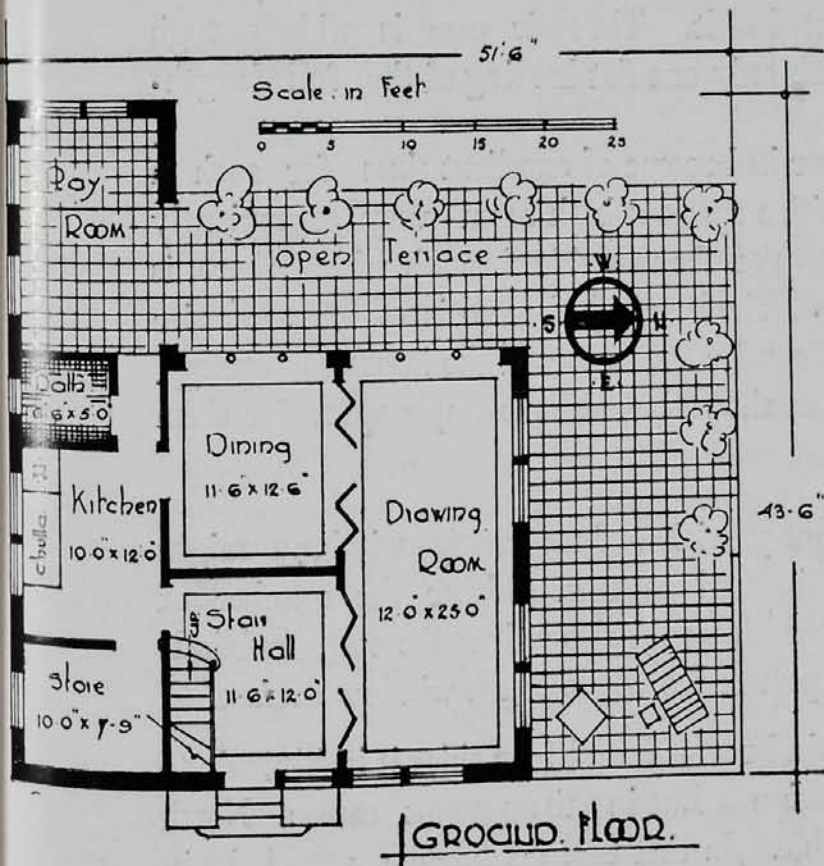 51-6"
Scale in Feet
0 5 10 15 20 25
Play
Room
open Terrace
W
S N
E
Bath
6-6"x5-0"
Dining
11-6"x12-6"
Kitchen
10-0"x12-0"
Chulla
Drawing
Room
12-0"x25-0"
43-6"
UP
Stair
Hall
11-6"x12-0"
Store
10-0"x7-9"
GROUND. FLOOR.